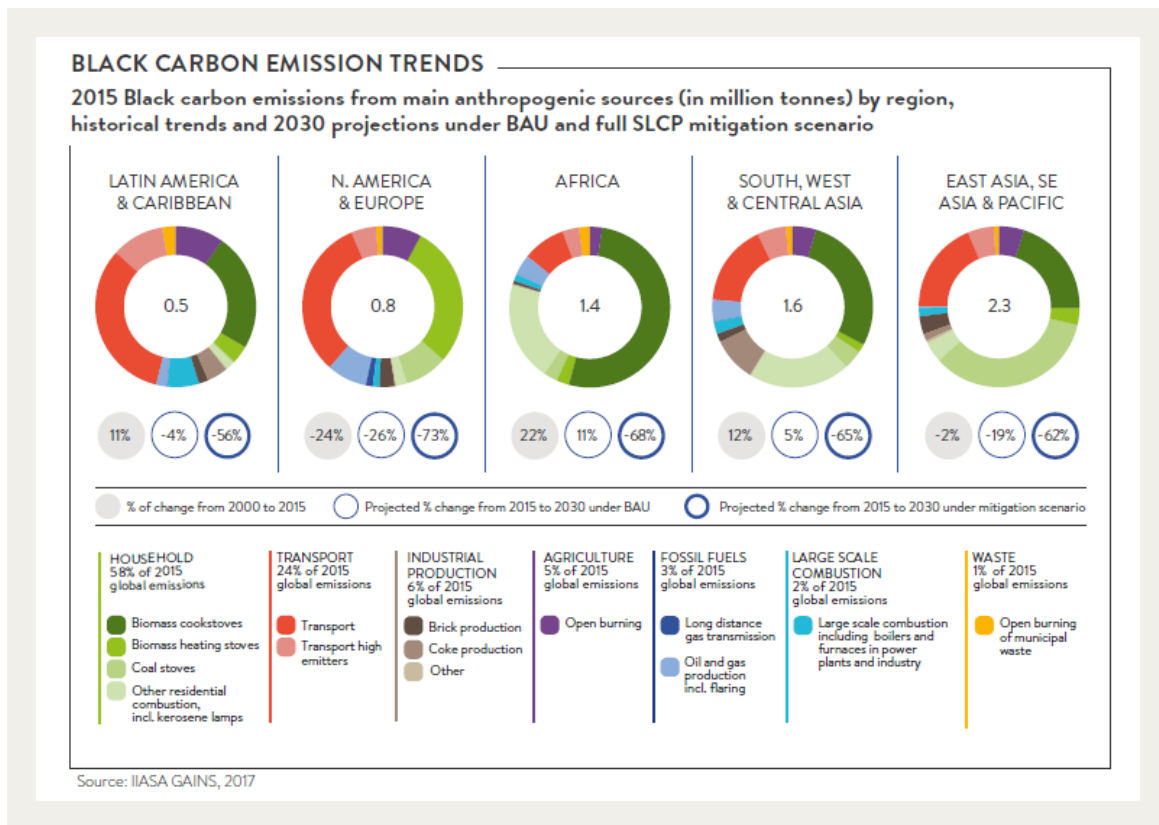 BLACK CARBON EMISSION TRENDS
2015 Black carbon emissions from main anthropogenic sources (in million tonnes) by region,
historical trends and 2030 projections under BAU and full SLCP mitigation scenario
LATIN AMERICA
& CARIBBEAN
0.5
11%
-4%
-56%
N. AMERICA
& EUROPE
0.8
-24%
-26%
-73%
AFRICA
1.4
22%
11%
-68%
SOUTH, WEST
& CENTRAL ASIA
1.6
12%
5%
-65%
EAST ASIA, SE
ASIA & PACIFIC
2.3
-2%
-19%
-62%
% of change from 2000 to 2015
Projected % change from 2015 to 2030 under BAU
Projected % change from 2015 to 2030 under mitigation scenario
HOUSEHOLD
58% of 2015
global emissions
Biomass cookstoves
Biomass heating stoves
Coal stoves
Other residential
combustion,
incl. kerosene lamps
TRANSPORT
24% of 2015
global emissions
Transport
Transport high
emitters
INDUSTRIAL
PRODUCTION
6% of 2015
global emissions
Brick production
Coke production
Other
AGRICULTURE
5% of 2015
global emissions
Open burning
FOSSIL FUELS
3% of 2015
global emissions
Long distance
gas transmission
Oil and gas
production
incl. flaring
LARGE SCALE
COMBUSTION
2% of 2015
global emissions
Large scale combustion
including boilers and
furnaces in power
plants and industry
WASTE
1% of 2015
global emissions
Open burning
of municipal
waste
Source: IIASA GAINS, 2017